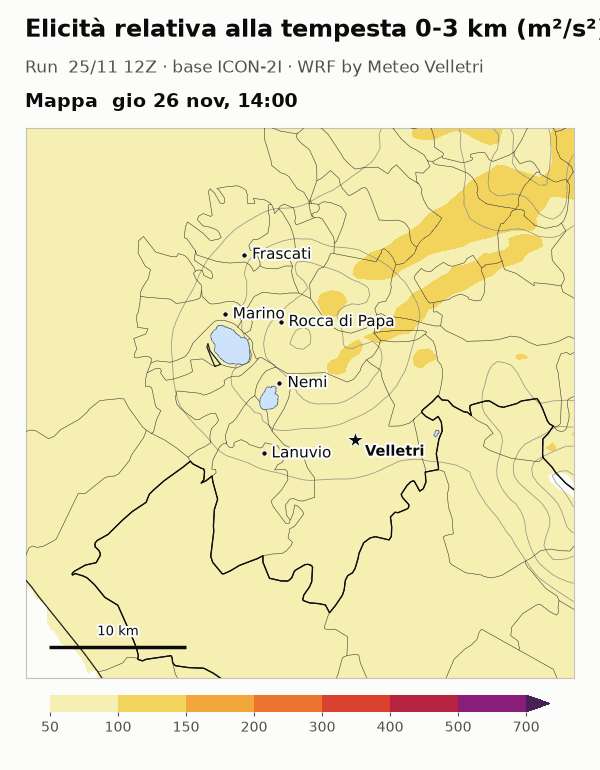 Elicità relativa alla tempesta 0-3 km (m²/s²)
Run 25/11 12Z · base ICON-2I · WRF by Meteo Velletri
Mappa gio 26 nov, 14:00
Frascati
Marino
Rocca di Papa
Nemi
Velletri
Lanuvio
10 km
50 100 150 200 300 400 500 700